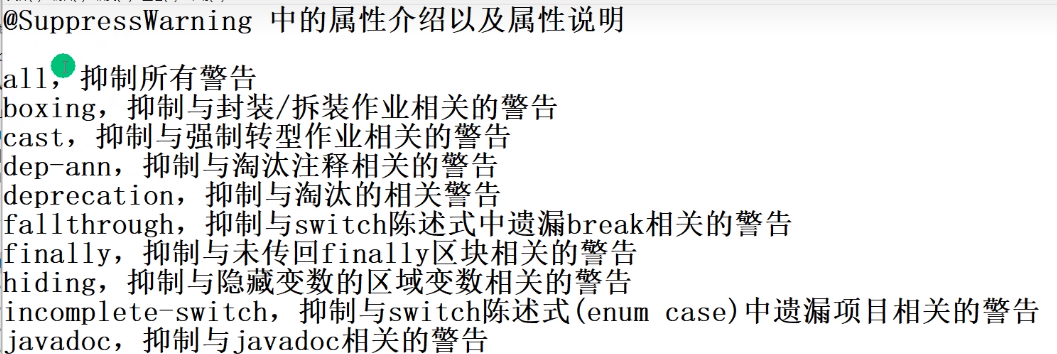 @SuppressWarning 中的属性介绍以及属性说明
all，抑制所有警告
boxing，抑制与封装/拆装作业相关的警告
cast，抑制与强制转型作业相关的警告
dep-ann，抑制与淘汰注释相关的警告
deprecation，抑制与淘汰的相关警告
fallthrough，抑制与switch陈述式中遗漏break相关的警告
finally，抑制与未传回finally区块相关的警告
hiding，抑制与隐藏变数的区域变数相关的警告
incomplete-switch，抑制与switch陈述式(enum case)中遗漏项目相关的警告
javadoc，抑制与javadoc相关的警告